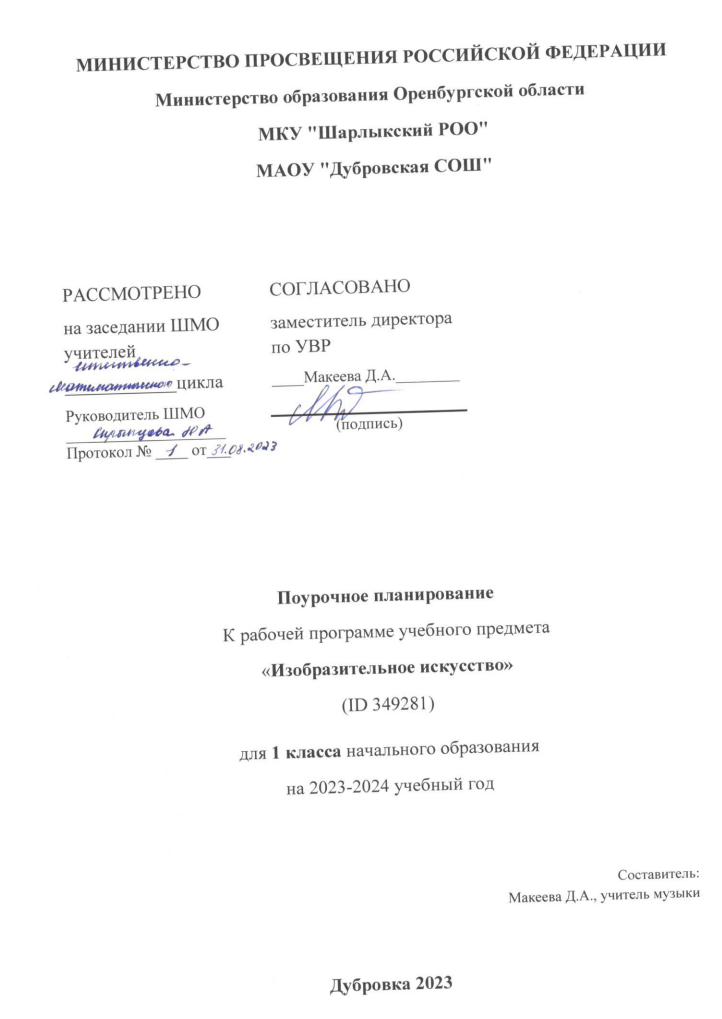 МИНИСТЕРСТВО ПРОСВЕЩЕНИЯ РОССИЙСКОЙ ФЕДЕРАЦИИ
Министерство образования Оренбургской области
МКУ "Шарлыкский РОО"
МАОУ "Дубровская СОШ"
РАССМОТРЕНО
на заседании ШМО
учителей
естественно-
математического цикла
Руководитель ШМО
Ю А
Протокол № 1 от 31.08.2023
СОГЛАСОВАНО
заместитель директора
по УВР
____Макеева Д.А.________
(подпись)
Поурочное планирование
К рабочей программе учебного предмета
«Изобразительное искусство»
(ID 349281)
для 1 класса начального образования
на 2023-2024 учебный год
Составитель:
Макеева Д.А., учитель музыки
Дубровка 2023